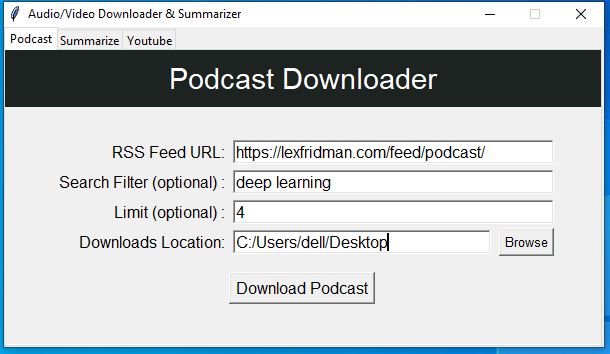 Audio/Video Downloader & Summarizer
Podcast Summarize Youtube
Podcast Downloader
RSS Feed URL: https://lexfridman.com/feed/podcast/
Search Filter (optional) : deep learning
Limit (optional) : 4
Downloads Location: C:/Users/dell/Desktop Browse
Download Podcast